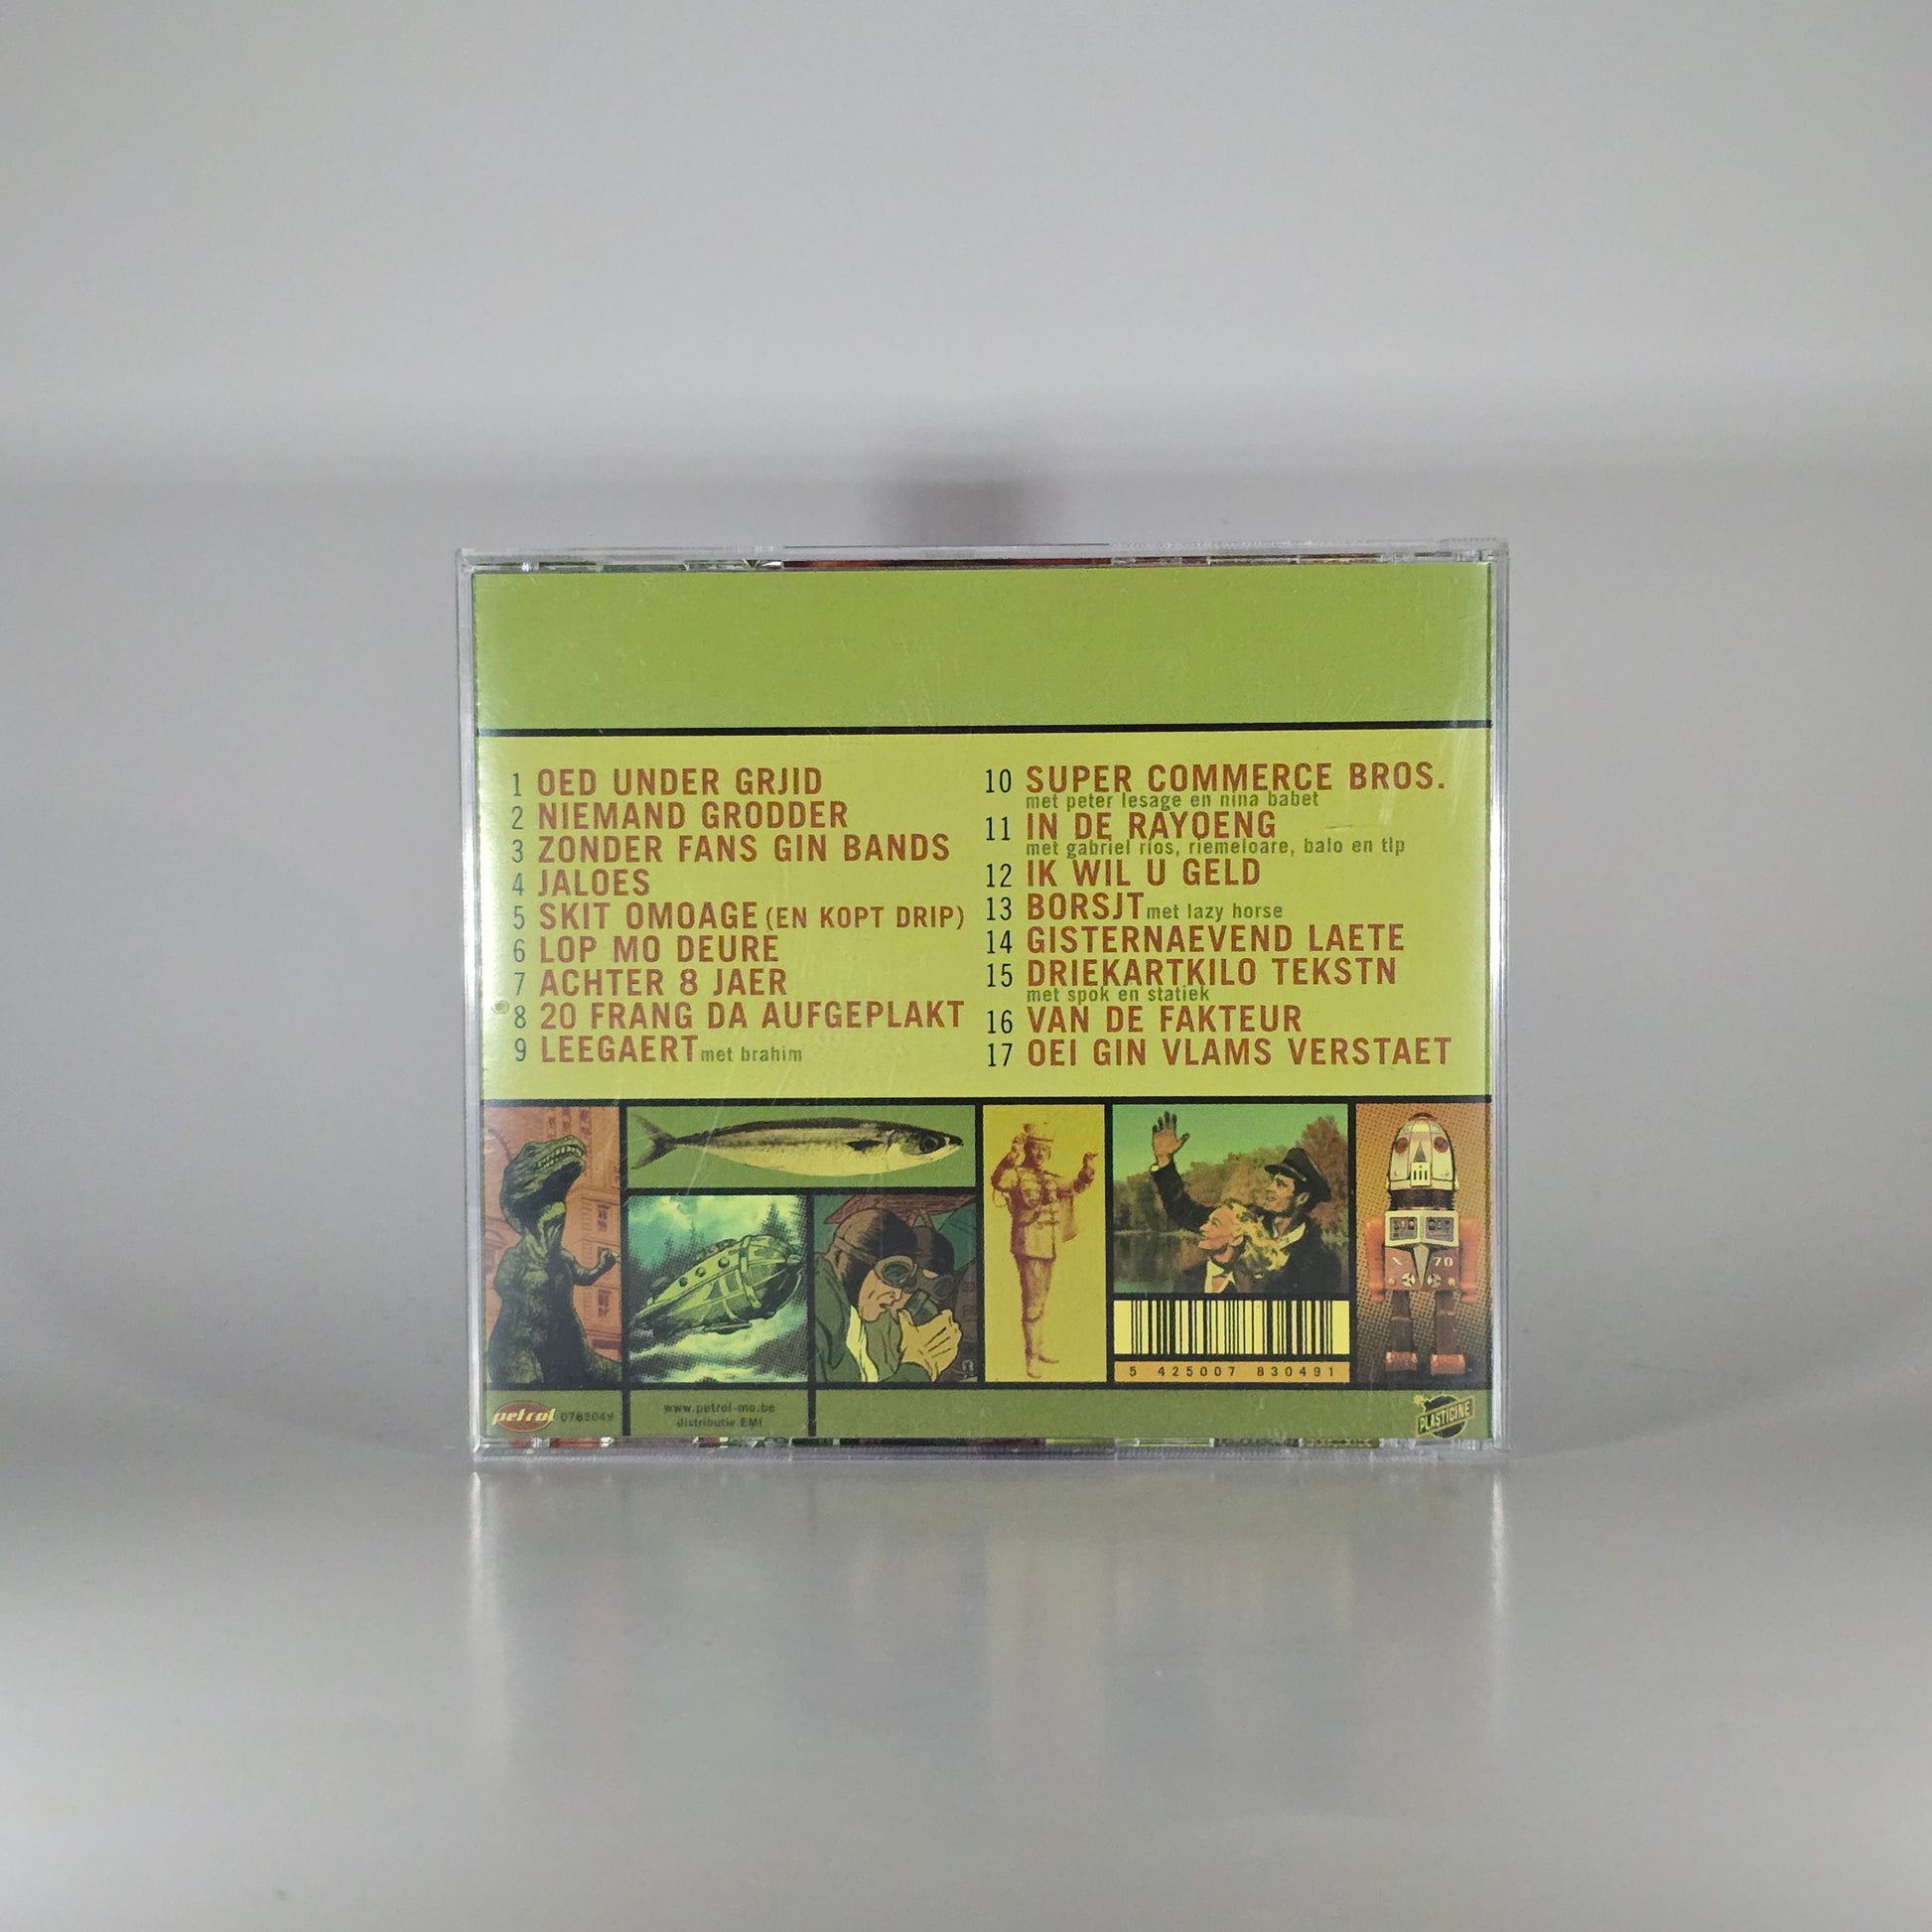 1 OED UNDER GRJID
2 NIEMAND GRODDER
3 ZONDER FANS GIN BANDS
4 JALOES
5 SKIT OMOAGE (EN KOPT DRIP)
6 LOP MO DEURE
7 ACHTER 8 JAER
8 20 FRANG DA AUFGEPLAKT
9 LEEGAERT met brahim
10 SUPER COMMERCE BROS.
met peter lesage en nina babet
11 IN DE RAYOENG
met gabriel rios, riemeloare, balo en tlp
12 IK WIL U GELD
13 BORSJT met lazy horse
14 GISTERNAEVEND LAETE
15 DRIEKARTKILO TEKSTN
met spok en statiek
16 VAN DE FAKTEUR
17 OEI GIN VLAMS VERSTAET
X 70
5 425007 830491
petrol 0783049
www.petrol-mo.be
distributie EMI
PLASTICINE